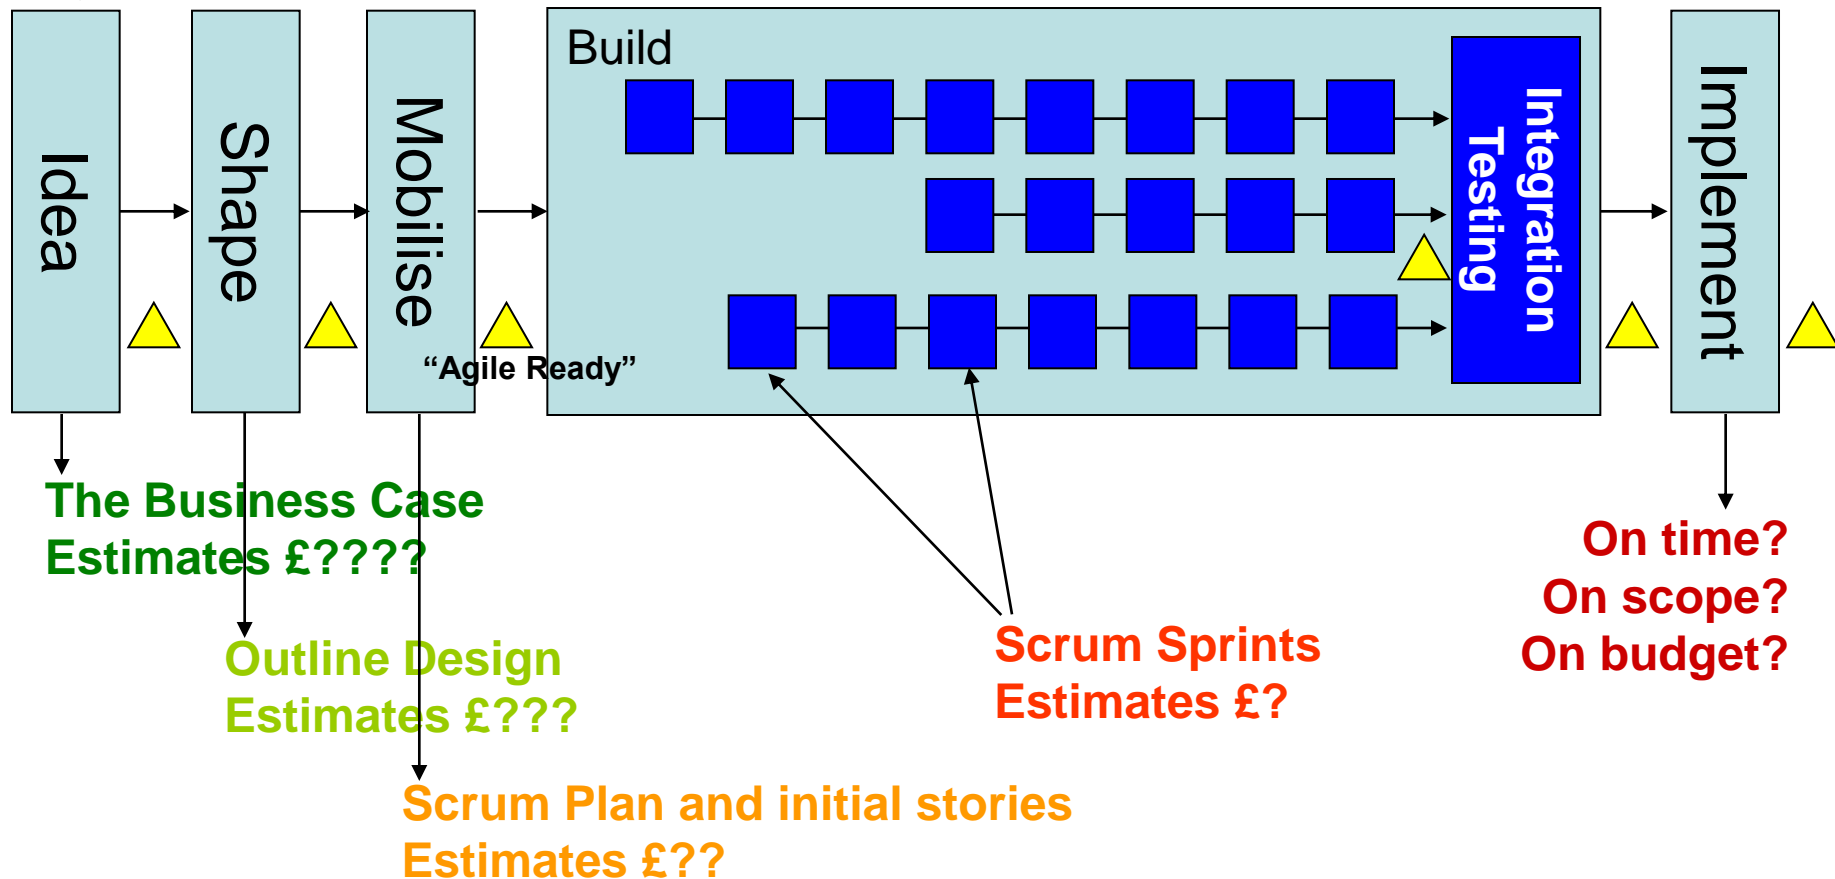 Idea
Shape
Mobilise
“Agile Ready”
Build
Integration
Testing
Implement
The Business Case
Estimates £????
Outline Design
Estimates £???
Scrum Plan and initial stories
Estimates £??
Scrum Sprints
Estimates £?
On time?
On scope?
On budget?